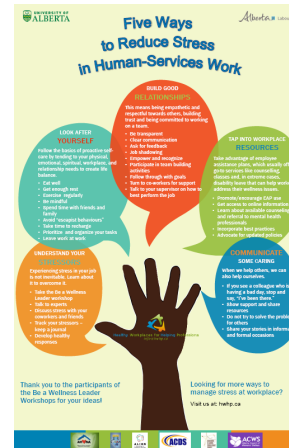 UNIVERSITY OF
ALBERTA
Alberta
Five Ways
to Reduce Stress
in Human-Services Work
BUILD GOOD
RELATIONSHIPS
This means being empathetic and
respectful towards others, building
trust and being committed to working
on a team.
• Be transparent
• Clear communication
• Ask for feedback
• Job shadowing
• Empower and recognize
• Participate in team building
activities
• Follow through with goals
• Turn to co-workers for support
• Talk to your supervisor on how to
best perform the job
LOOK AFTER
YOURSELF
Follow the basics of proactive self-
care by tending to your physical,
emotional, spiritual, workplace, and
relationship needs to create life
balance.
• Eat well
• Get enough rest
• Exercise regularly
• Be mindful
• Spend time with friends and
family
• Avoid "escapist behaviours"
• Take time to recharge
• Prioritize and organize your tasks
• Leave work at work
TAP INTO WORKPLACE
RESOURCES
Take advantage of employee
assistance plans, which usually off
go to services like counselling,
classes and, in extreme cases,
disability leave that can help work
address their wellness issues.
• Promote/encourage EAP use
• Get access to online information
• Learn about available counseling
and referral to mental health
professionals
• Incorporate best practices
• Advocate for updated policies
UNDERSTAND YOUR
Experiencing stress in your job
is not inevitable. Learn about
it to overcome it.
• Take the Be a Wellness
Leader workshop
• Talk to experts
• Discuss stress with your
coworkers and friends
• Track your stressors –
keep a journal
• Develop healthy
responses
COMMUNICATE
SOME CARING
When we help others, we can
also help ourselves.
• If you see a colleague who is
having a bad day, stop and
say, "I've been there."
• Show support and share
resources
• Do not try to solve the problem
for others
• Share your stories in informal
and formal occasions
Healthy Workplaces for Helping Professions
Thank you to the participants of
the Be a Wellness Leader
Workshops for your ideas!
Looking for more ways to
manage stress at workplace?
Visit us at: hwhp.ca
ACDS
ACWS